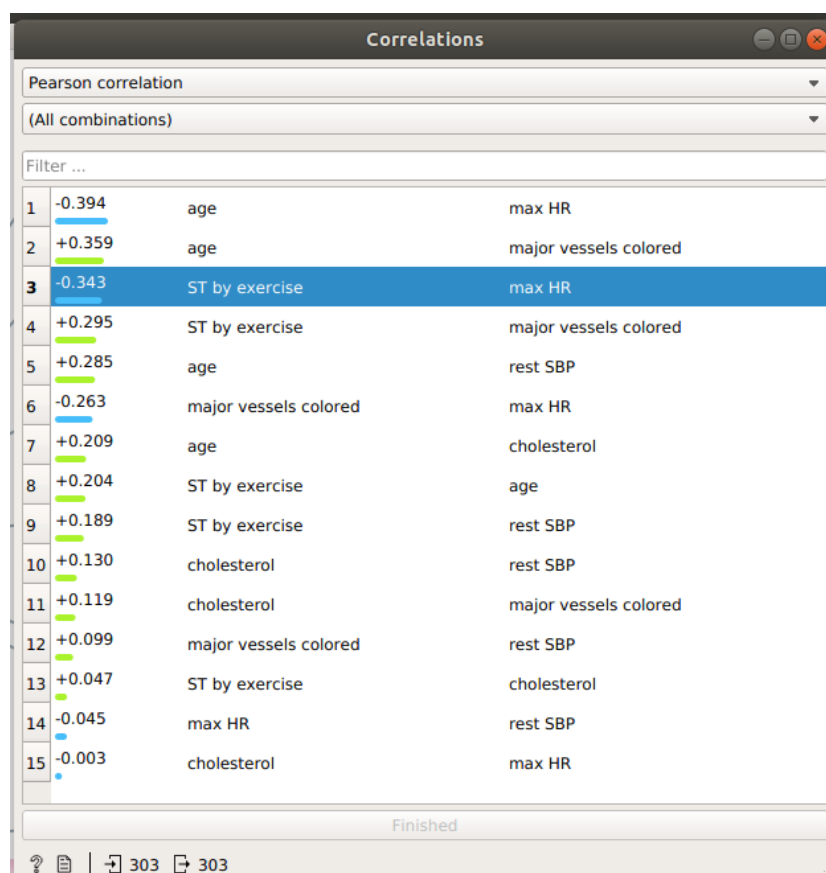 Correlations
Pearson correlation
(All combinations)
Filter ...
1 -0.394 age max HR
2 +0.359 age major vessels colored
3 -0.343 ST by exercise max HR
4 +0.295 ST by exercise major vessels colored
5 +0.285 age rest SBP
6 -0.263 major vessels colored max HR
7 +0.209 age cholesterol
8 +0.204 ST by exercise age
9 +0.189 ST by exercise rest SBP
10 +0.130 cholesterol rest SBP
11 +0.119 cholesterol major vessels colored
12 +0.099 major vessels colored rest SBP
13 +0.047 ST by exercise cholesterol
14 -0.045 max HR rest SBP
15 -0.003 cholesterol max HR
Finished
? 303 303